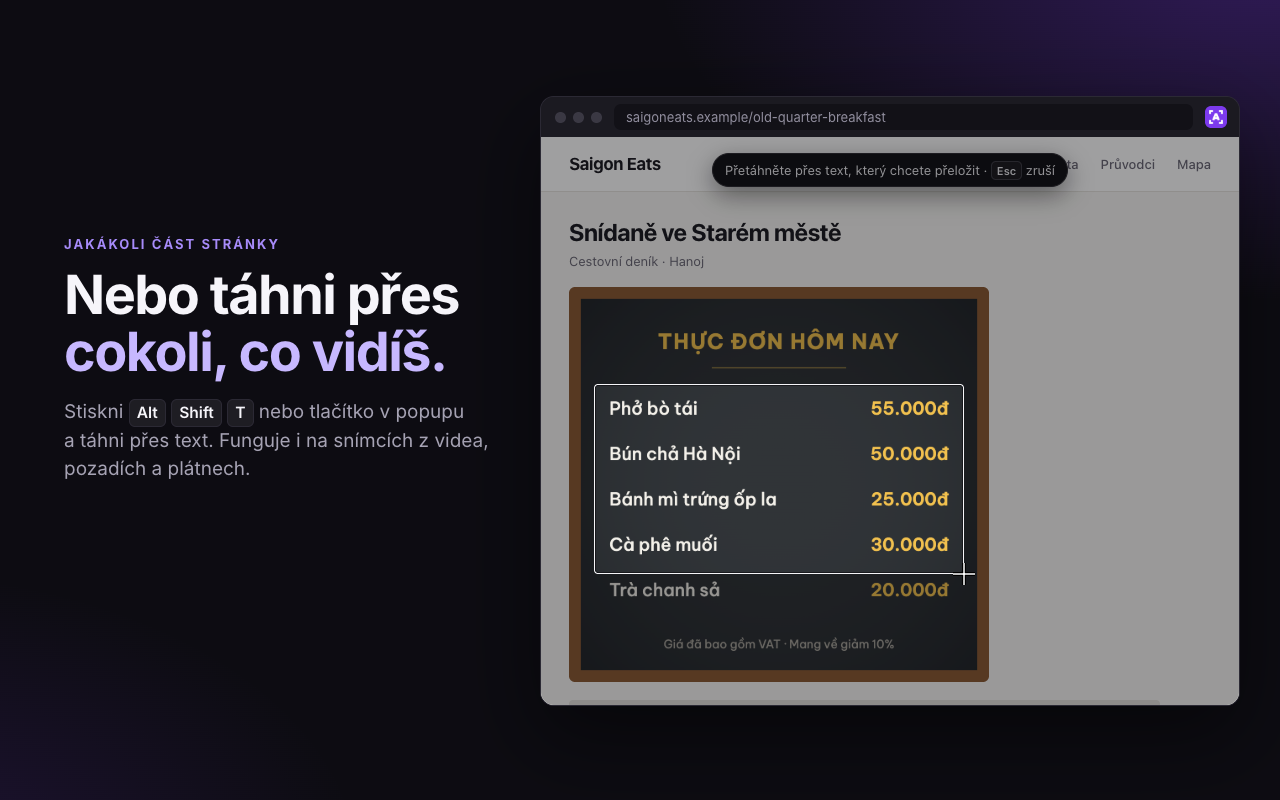 JAKÁKOLI ČÁST STRÁNKY
Nebo táhni přes
cokoli, co vidíš.
Stiskni Alt Shift T nebo tlačítko v popupu
a táhni přes text. Funguje i na snímcích z videa,
pozadích a plátnech.
saigoneats.example/old-quarter-breakfast
Saigon Eats
Přetáhněte přes text, který chcete přeložit · Esc zruší
Průvodci Mapa
Snídaně ve Starém městě
Cestovní deník · Hanoj
THỰC ĐƠN HÔM NAY
Phở bò tái 55.000đ
Bún chả Hà Nội 50.000đ
Bánh mì trứng ốp la 25.000đ
Cà phê muối 30.000đ
Trà chanh sả 20.000đ
Giá đã bao gồm VAT · Mang về giảm 10%